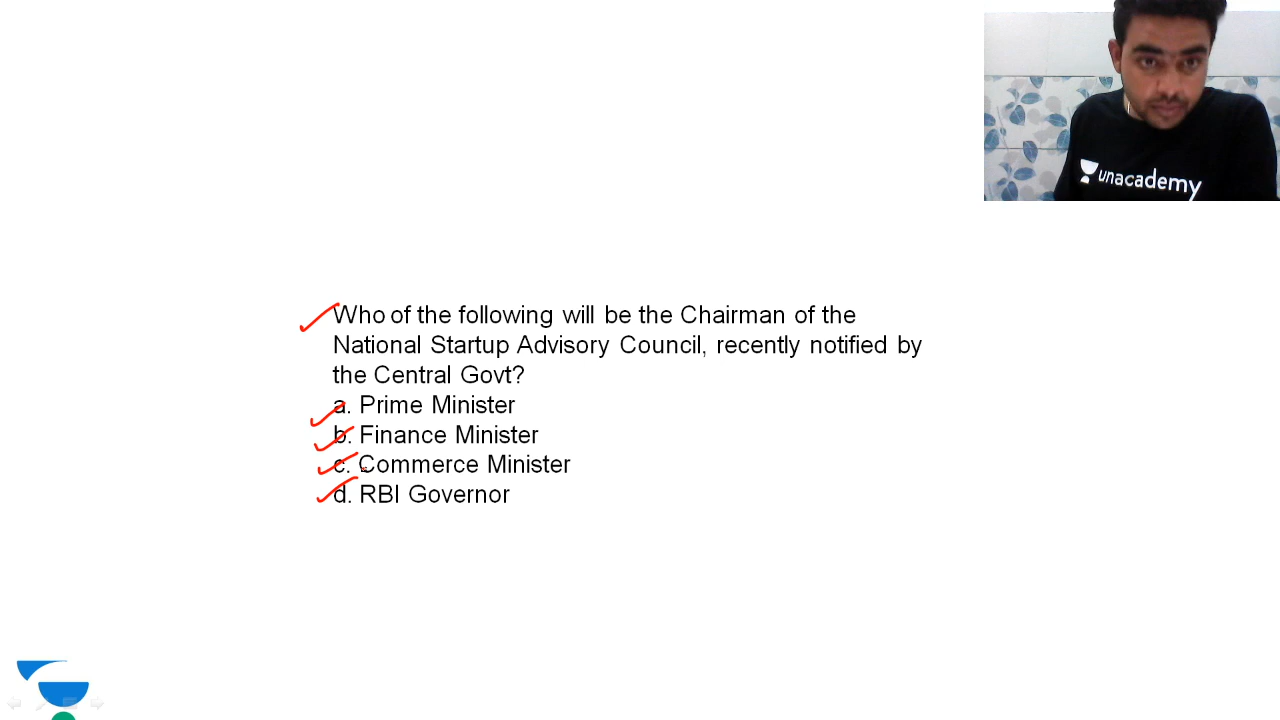 unacademy
Who of the following will be the Chairman of the
National Startup Advisory Council, recently notified by
the Central Govt?
a. Prime Minister
b. Finance Minister
c. Commerce Minister
d. RBI Governor